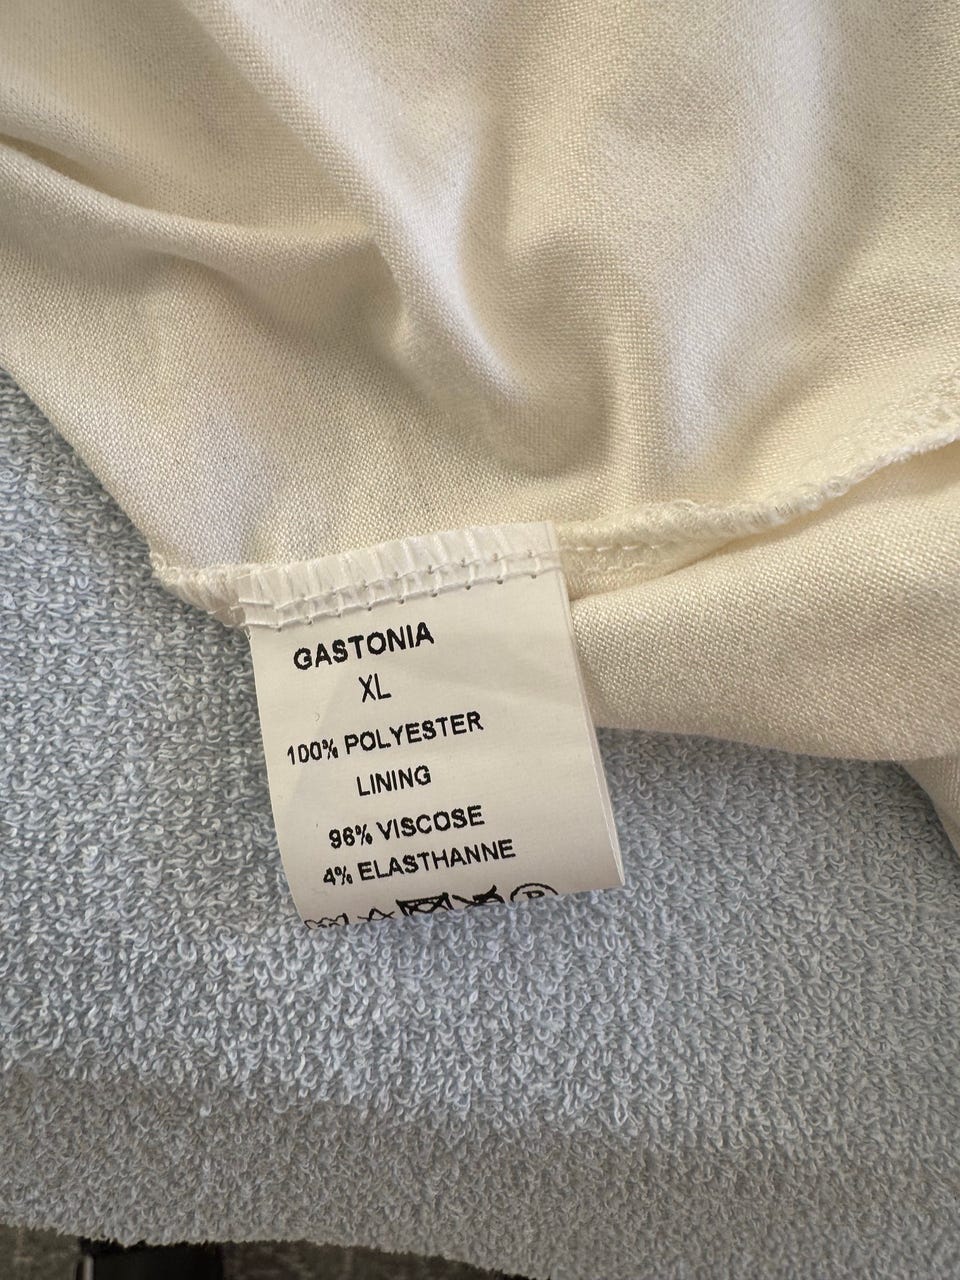 GASTONIA
XL
100% POLYESTER
LINING
96% VISCOSE
4% ELASTHANNE
P